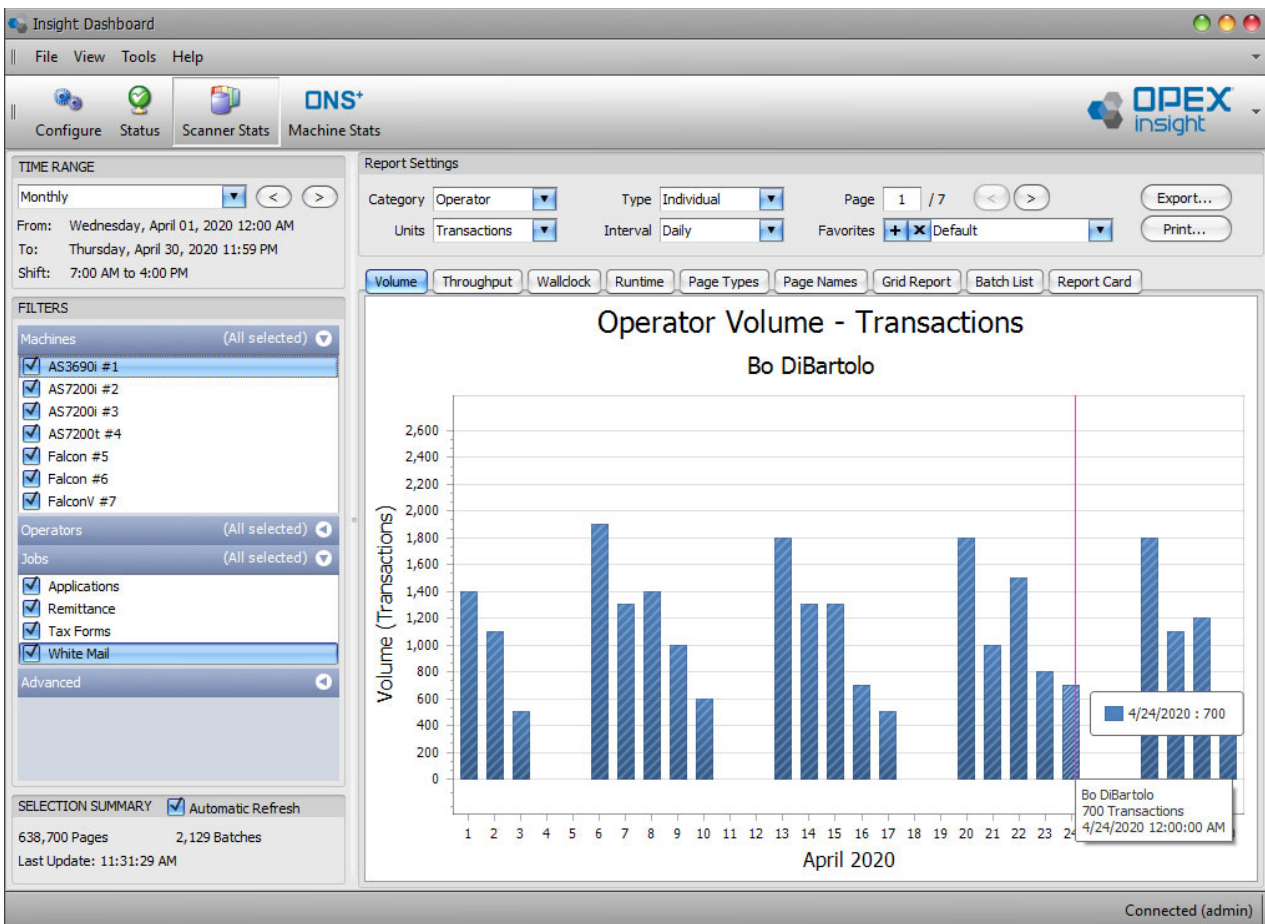 Insight Dashboard
File View Tools Help
Configure Status Scanner Stats ONS+ Machine Stats
OPEX insight
TIME RANGE
Monthly < >
From: Wednesday, April 01, 2020 12:00 AM
To: Thursday, April 30, 2020 11:59 PM
Shift: 7:00 AM to 4:00 PM
FILTERS
Machines (All selected)
AS3690i #1
AS7200i #2
AS7200i #3
AS7200t #4
Falcon #5
Falcon #6
FalconV #7
Operators (All selected)
Jobs (All selected)
Applications
Remittance
Tax Forms
White Mail
Advanced
SELECTION SUMMARY Automatic Refresh
638,700 Pages 2,129 Batches
Last Update: 11:31:29 AM
Report Settings
Category Operator Type Individual Page 1 / 7 < > Export...
Units Transactions Interval Daily Favorites + x Default Print...
Volume Throughput Wallclock Runtime Page Types Page Names Grid Report Batch List Report Card
Operator Volume - Transactions
Bo DiBartolo
Volume (Transactions)
2,600
2,400
2,200
2,000
1,800
1,600
1,400
1,200
1,000
800
600
400
200
0
4/24/2020 : 700
Bo DiBartolo
700 Transactions
4/24/2020 12:00:00 AM
1 2 3 4 5 6 7 8 9 10 11 12 13 14 15 16 17 18 19 20 21 22 23
April 2020
Connected (admin)